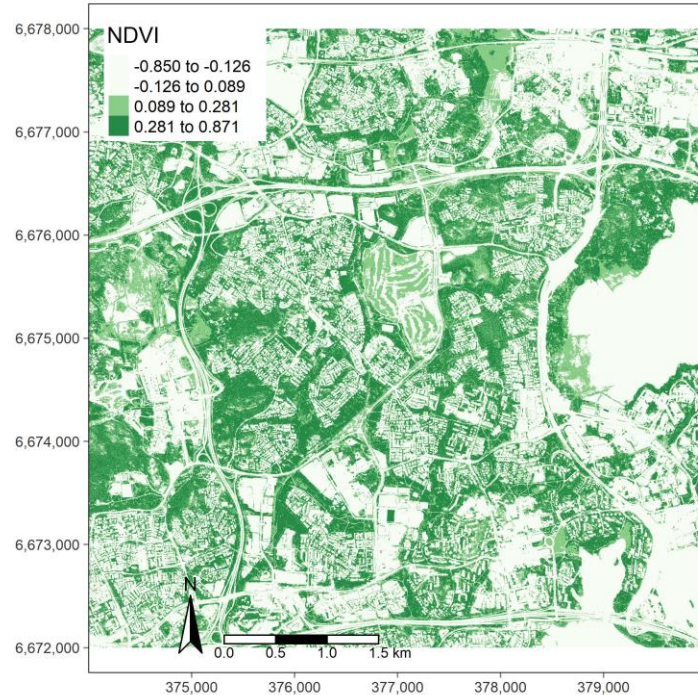 6,678,000
NDVI
-0.850 to -0.126
-0.126 to 0.089
0.089 to 0.281
0.281 to 0.871
6,677,000
6,676,000
6,675,000
6,674,000
6,673,000
N
6,672,000
0.0 0.5 1.0 1.5 km
375,000 376,000 377,000 378,000 379,000